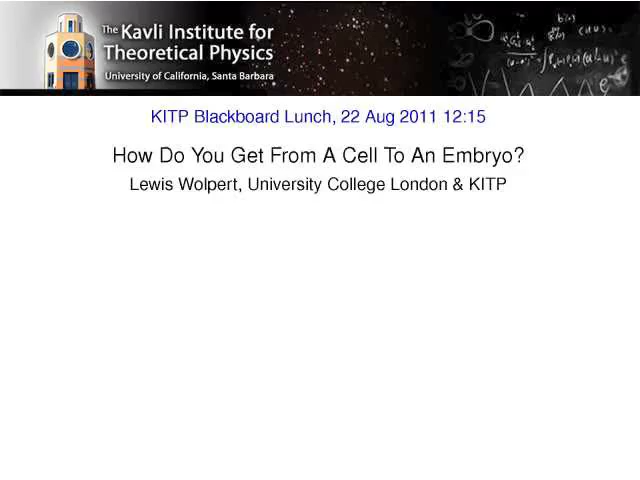 The Kavli Institute for
Theoretical Physics
University of California, Santa Barbara
KITP Blackboard Lunch, 22 Aug 2011 12:15
How Do You Get From A Cell To An Embryo?
Lewis Wolpert, University College London & KITP